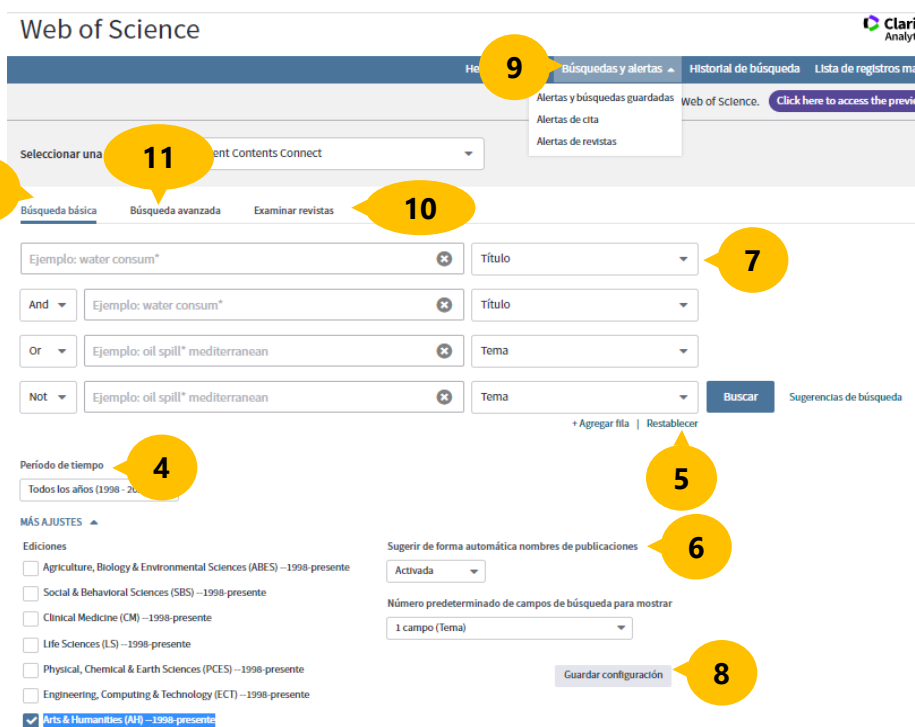 Web of Science
Clari
Analyt
He
9
Búsquedas y alertas
Historial de búsqueda
Lista de registros ma
Alertas y búsquedas guardadas
Alertas de cita
Alertas de revistas
Web of Science.
Click here to access the previe
Seleccionar una
11
ent Contents Connect
Búsqueda básica
Búsqueda avanzada
Examinar revistas
10
Ejemplo: water consum*
Título
7
And
Ejemplo: water consum*
Título
Or
Ejemplo: oil spill* mediterranean
Tema
Not
Ejemplo: oil spill* mediterranean
Tema
Buscar
Sugerencias de búsqueda
+ Agregar fila | Restablecer
5
Período de tiempo
4
Todos los años (1998 - 20
MÁS AJUSTES
Ediciones
Agriculture, Biology & Environmental Sciences (ABES) --1998-presente
Social & Behavioral Sciences (SBS) --1998-presente
Clinical Medicine (CM) --1998-presente
Life Sciences (LS) --1998-presente
Physical, Chemical & Earth Sciences (PCES) --1998-presente
Engineering, Computing & Technology (ECT) --1998-presente
Arts & Humanities (AH) --1998-presente
Sugerir de forma automática nombres de publicaciones
6
Activada
Número predeterminado de campos de búsqueda para mostrar
1 campo (Tema)
Guardar configuración
8